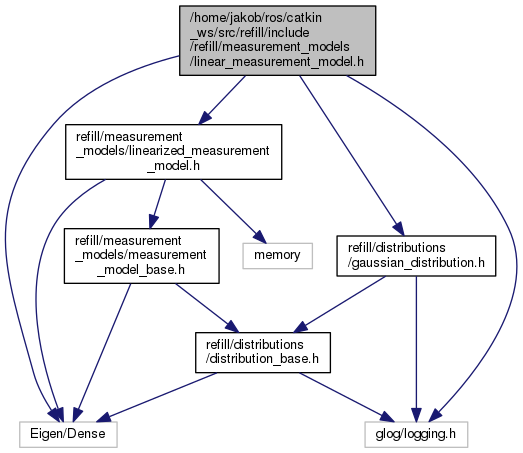 /home/jakob/ros/catkin
_ws/src/refill/include
/refill/measurement_models
/linear_measurement_model.h
refill/measurement
_models/linearized_measurement
_model.h
refill/measurement
_models/measurement
_model_base.h
memory
refill/distributions
/gaussian_distribution.h
refill/distributions
/distribution_base.h
Eigen/Dense
glog/logging.h